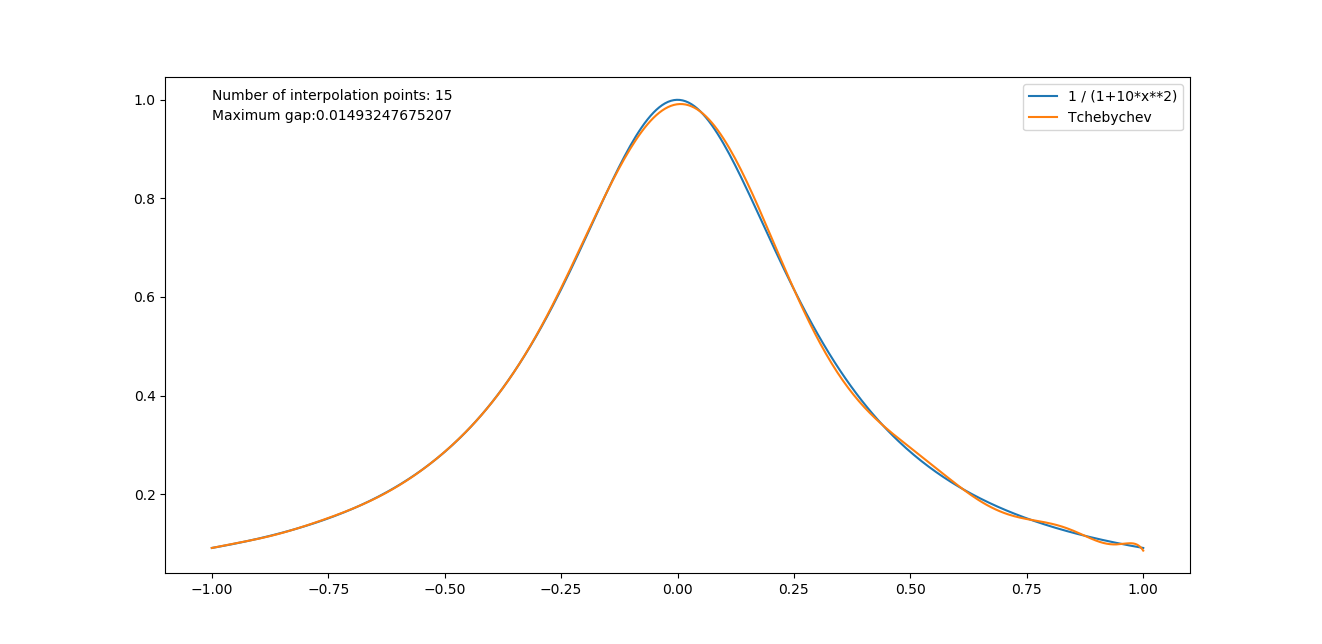 Number of interpolation points: 15
Maximum gap:0.01493247675207
1 / (1+10*x**2)
Tchebychev
1.0
0.8
0.6
0.4
0.2
−1.00 −0.75 −0.50 −0.25 0.00 0.25 0.50 0.75 1.00